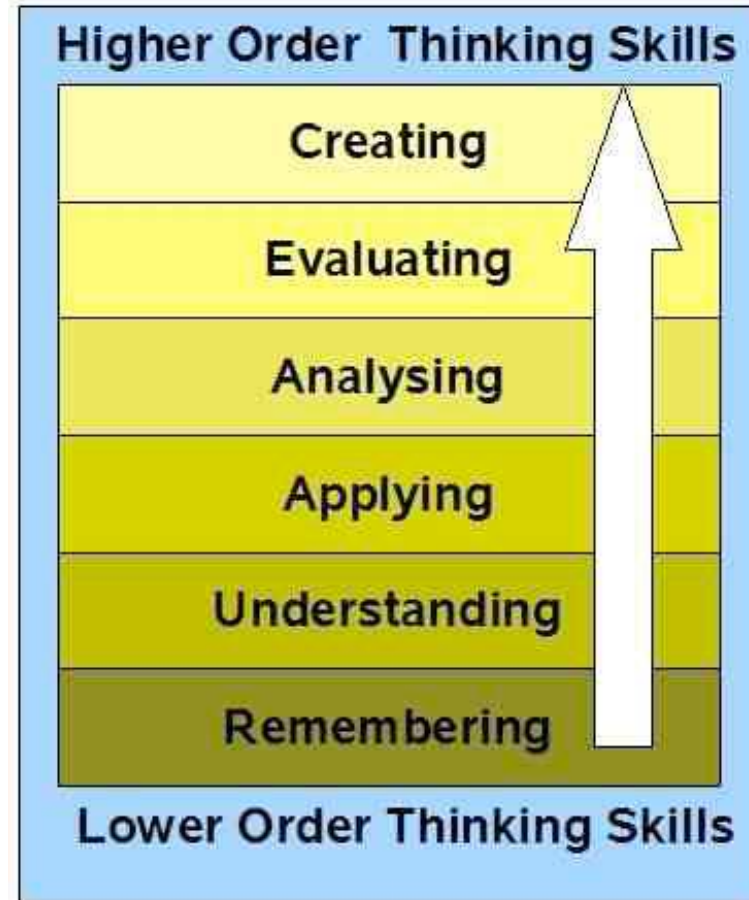 Higher Order Thinking Skills
Creating
Evaluating
Analysing
Applying
Understanding
Remembering
Lower Order Thinking Skills